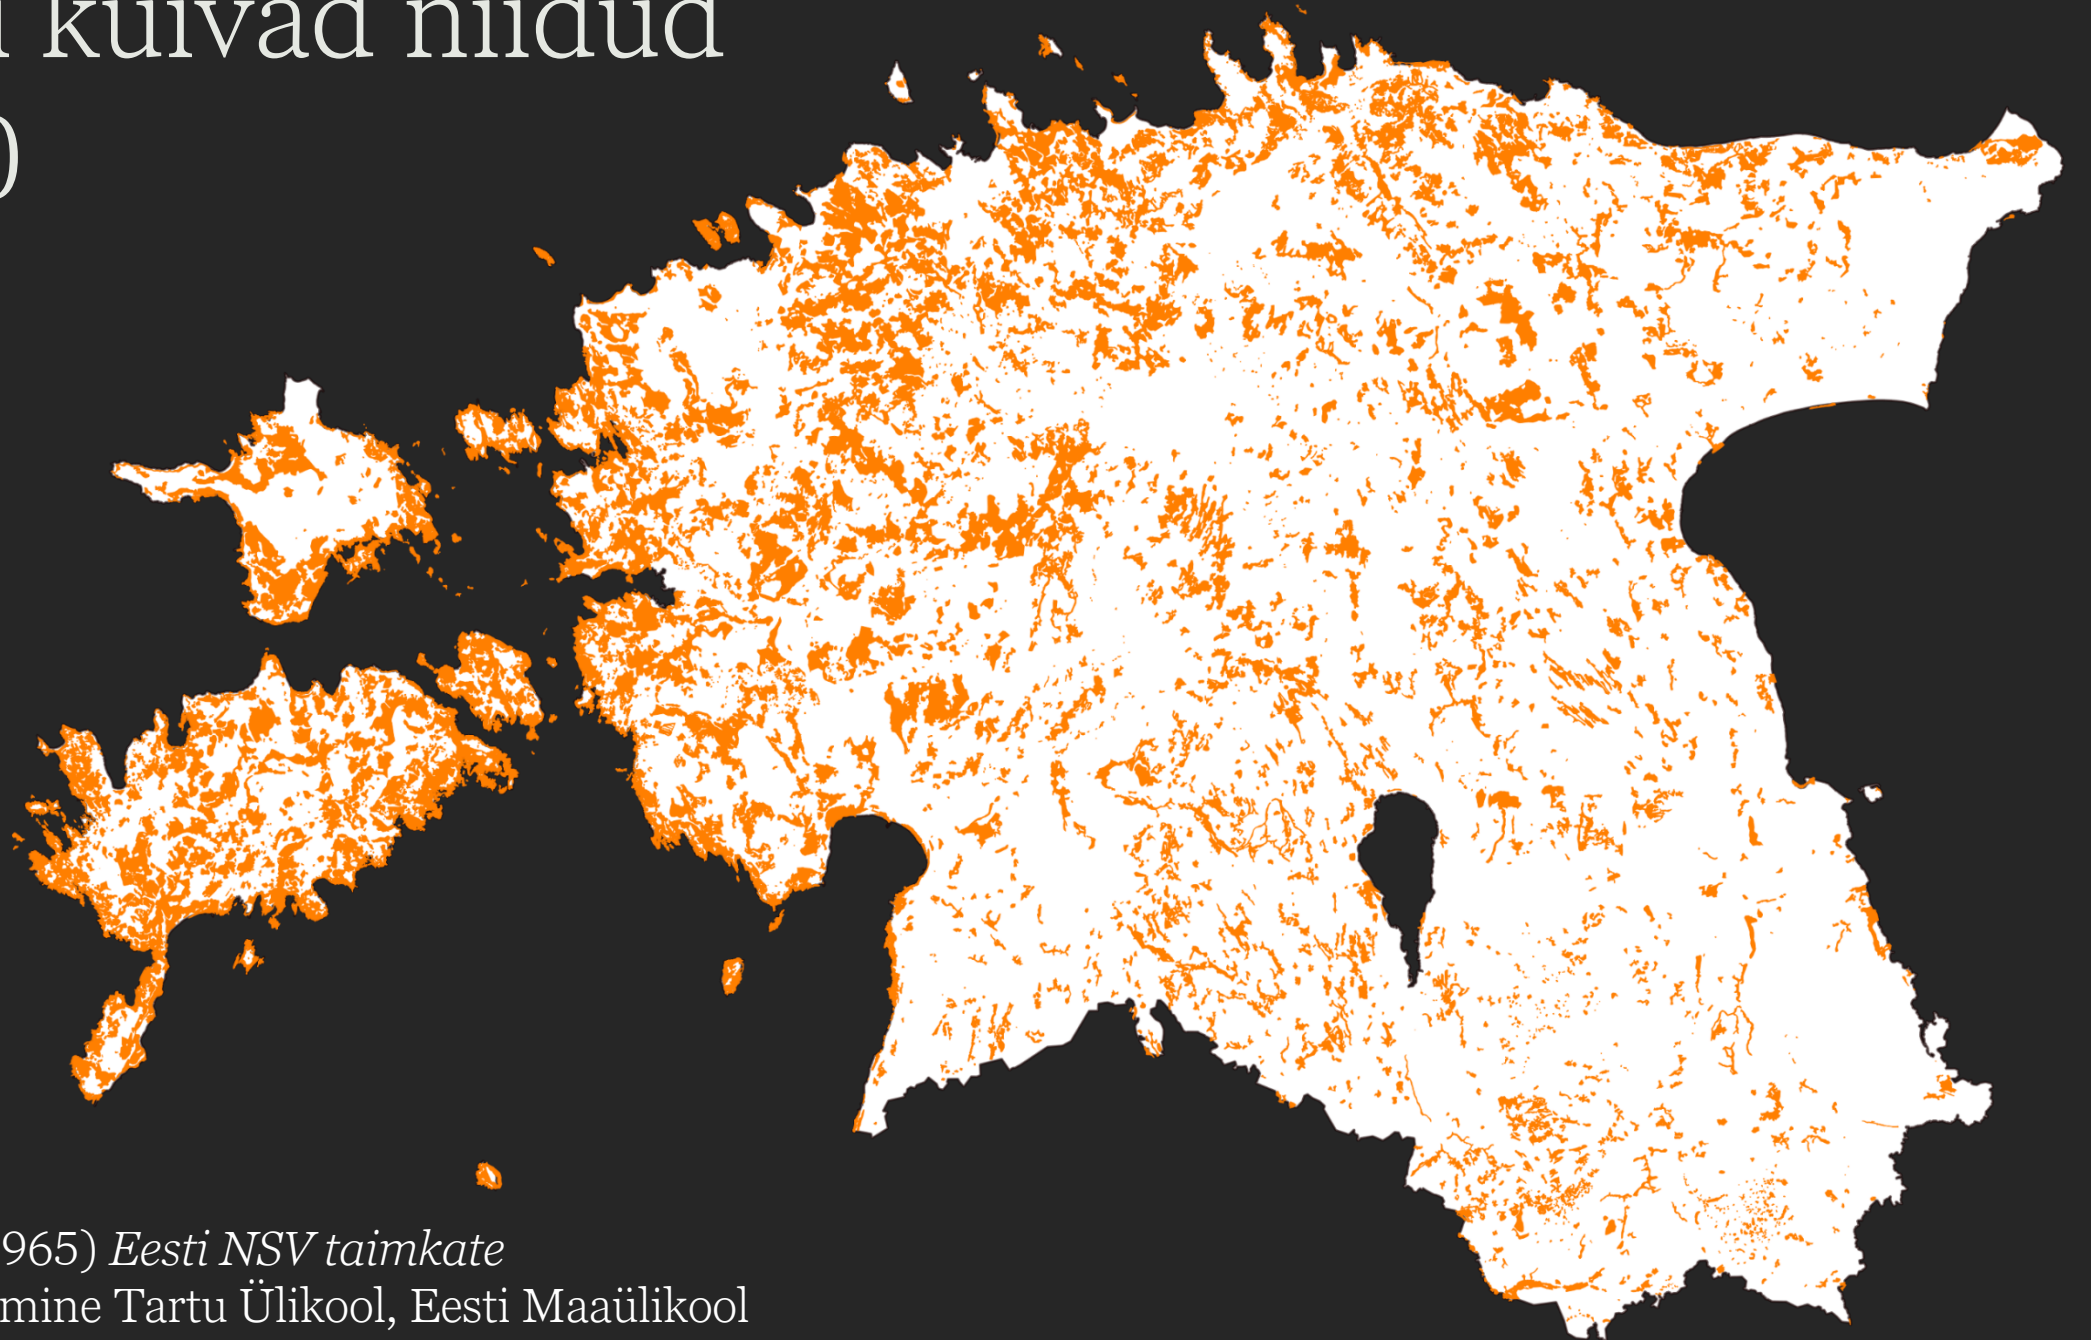 kuivad niidud
)
965) Eesti NSV taimkate
mine Tartu Ülikool, Eesti Maaülikool